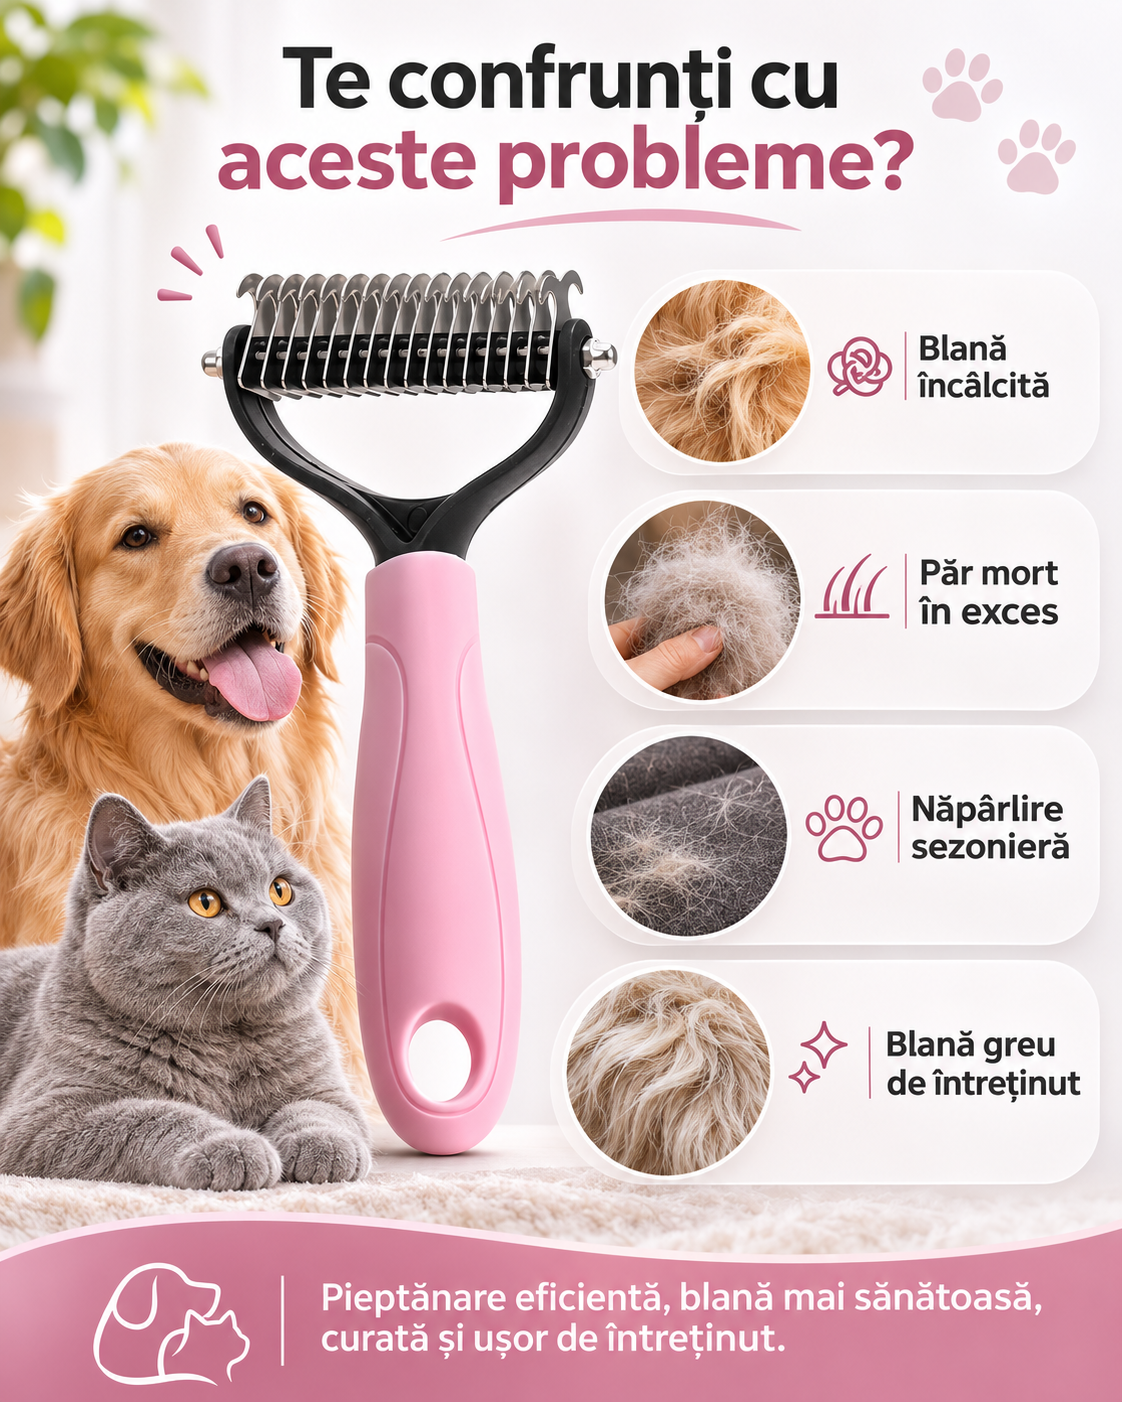 Te confrunți cu
aceste probleme?
Blană
încâlcită
Păr mort
în exces
Năpârlire
sezonieră
Blană greu
de întreținut
Pieptănare eficientă, blană mai sănătoasă,
curată și ușor de întreținut.